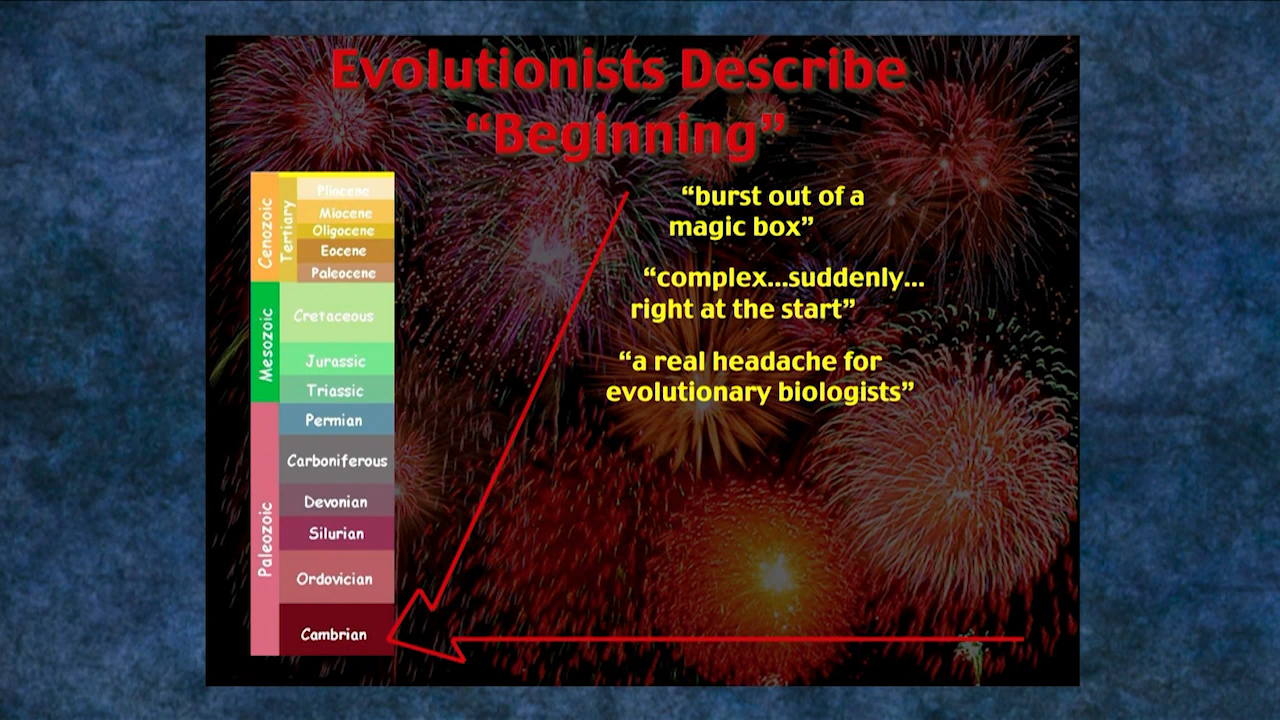 Evolutionists Describe
“Beginning”
Cenozoic
Tertiary
Pliocene
Miocene
Oligocene
Eocene
Paleocene
Mesozoic
Cretaceous
Jurassic
Triassic
Paleozoic
Permian
Carboniferous
Devonian
Silurian
Ordovician
Cambrian
“burst out of a
magic box”
“complex...suddenly...
right at the start”
“a real headache for
evolutionary biologists”